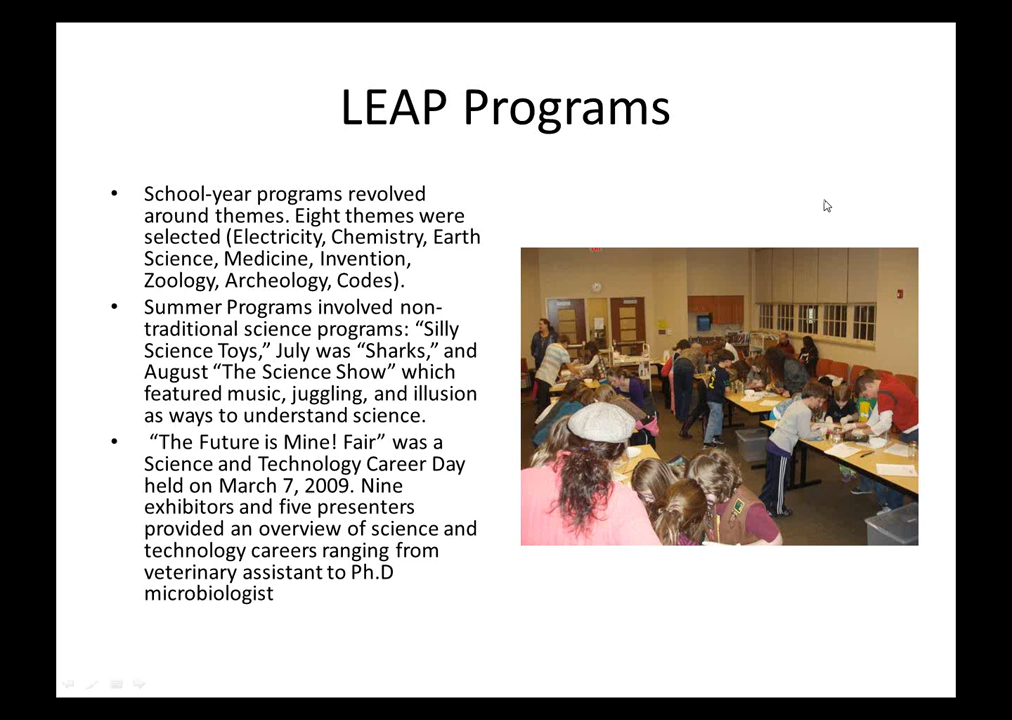 LEAP Programs
• School-year programs revolved
around themes. Eight themes were
selected (Electricity, Chemistry, Earth
Science, Medicine, Invention,
Zoology, Archeology, Codes).
• Summer Programs involved non-
traditional science programs: “Silly
Science Toys,” July was “Sharks,” and
August “The Science Show” which
featured music, juggling, and illusion
as ways to understand science.
• “The Future is Mine! Fair” was a
Science and Technology Career Day
held on March 7, 2009. Nine
exhibitors and five presenters
provided an overview of science and
technology careers ranging from
veterinary assistant to Ph.D
microbiologist